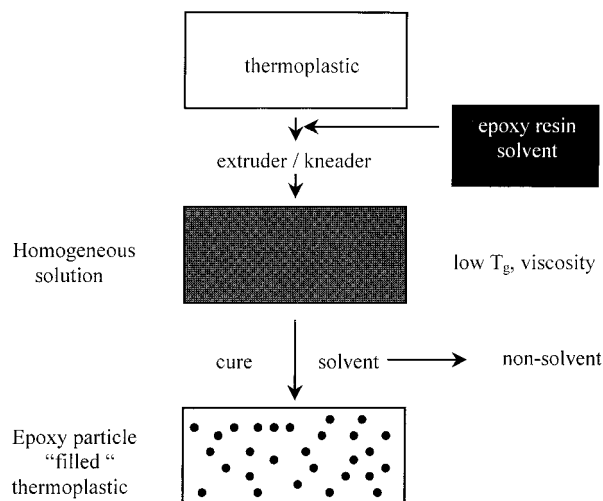 thermoplastic
epoxy resin
solvent
extruder / kneader
Homogeneous
solution
low Tg, viscosity
cure
solvent
non-solvent
Epoxy particle
“filled “
thermoplastic